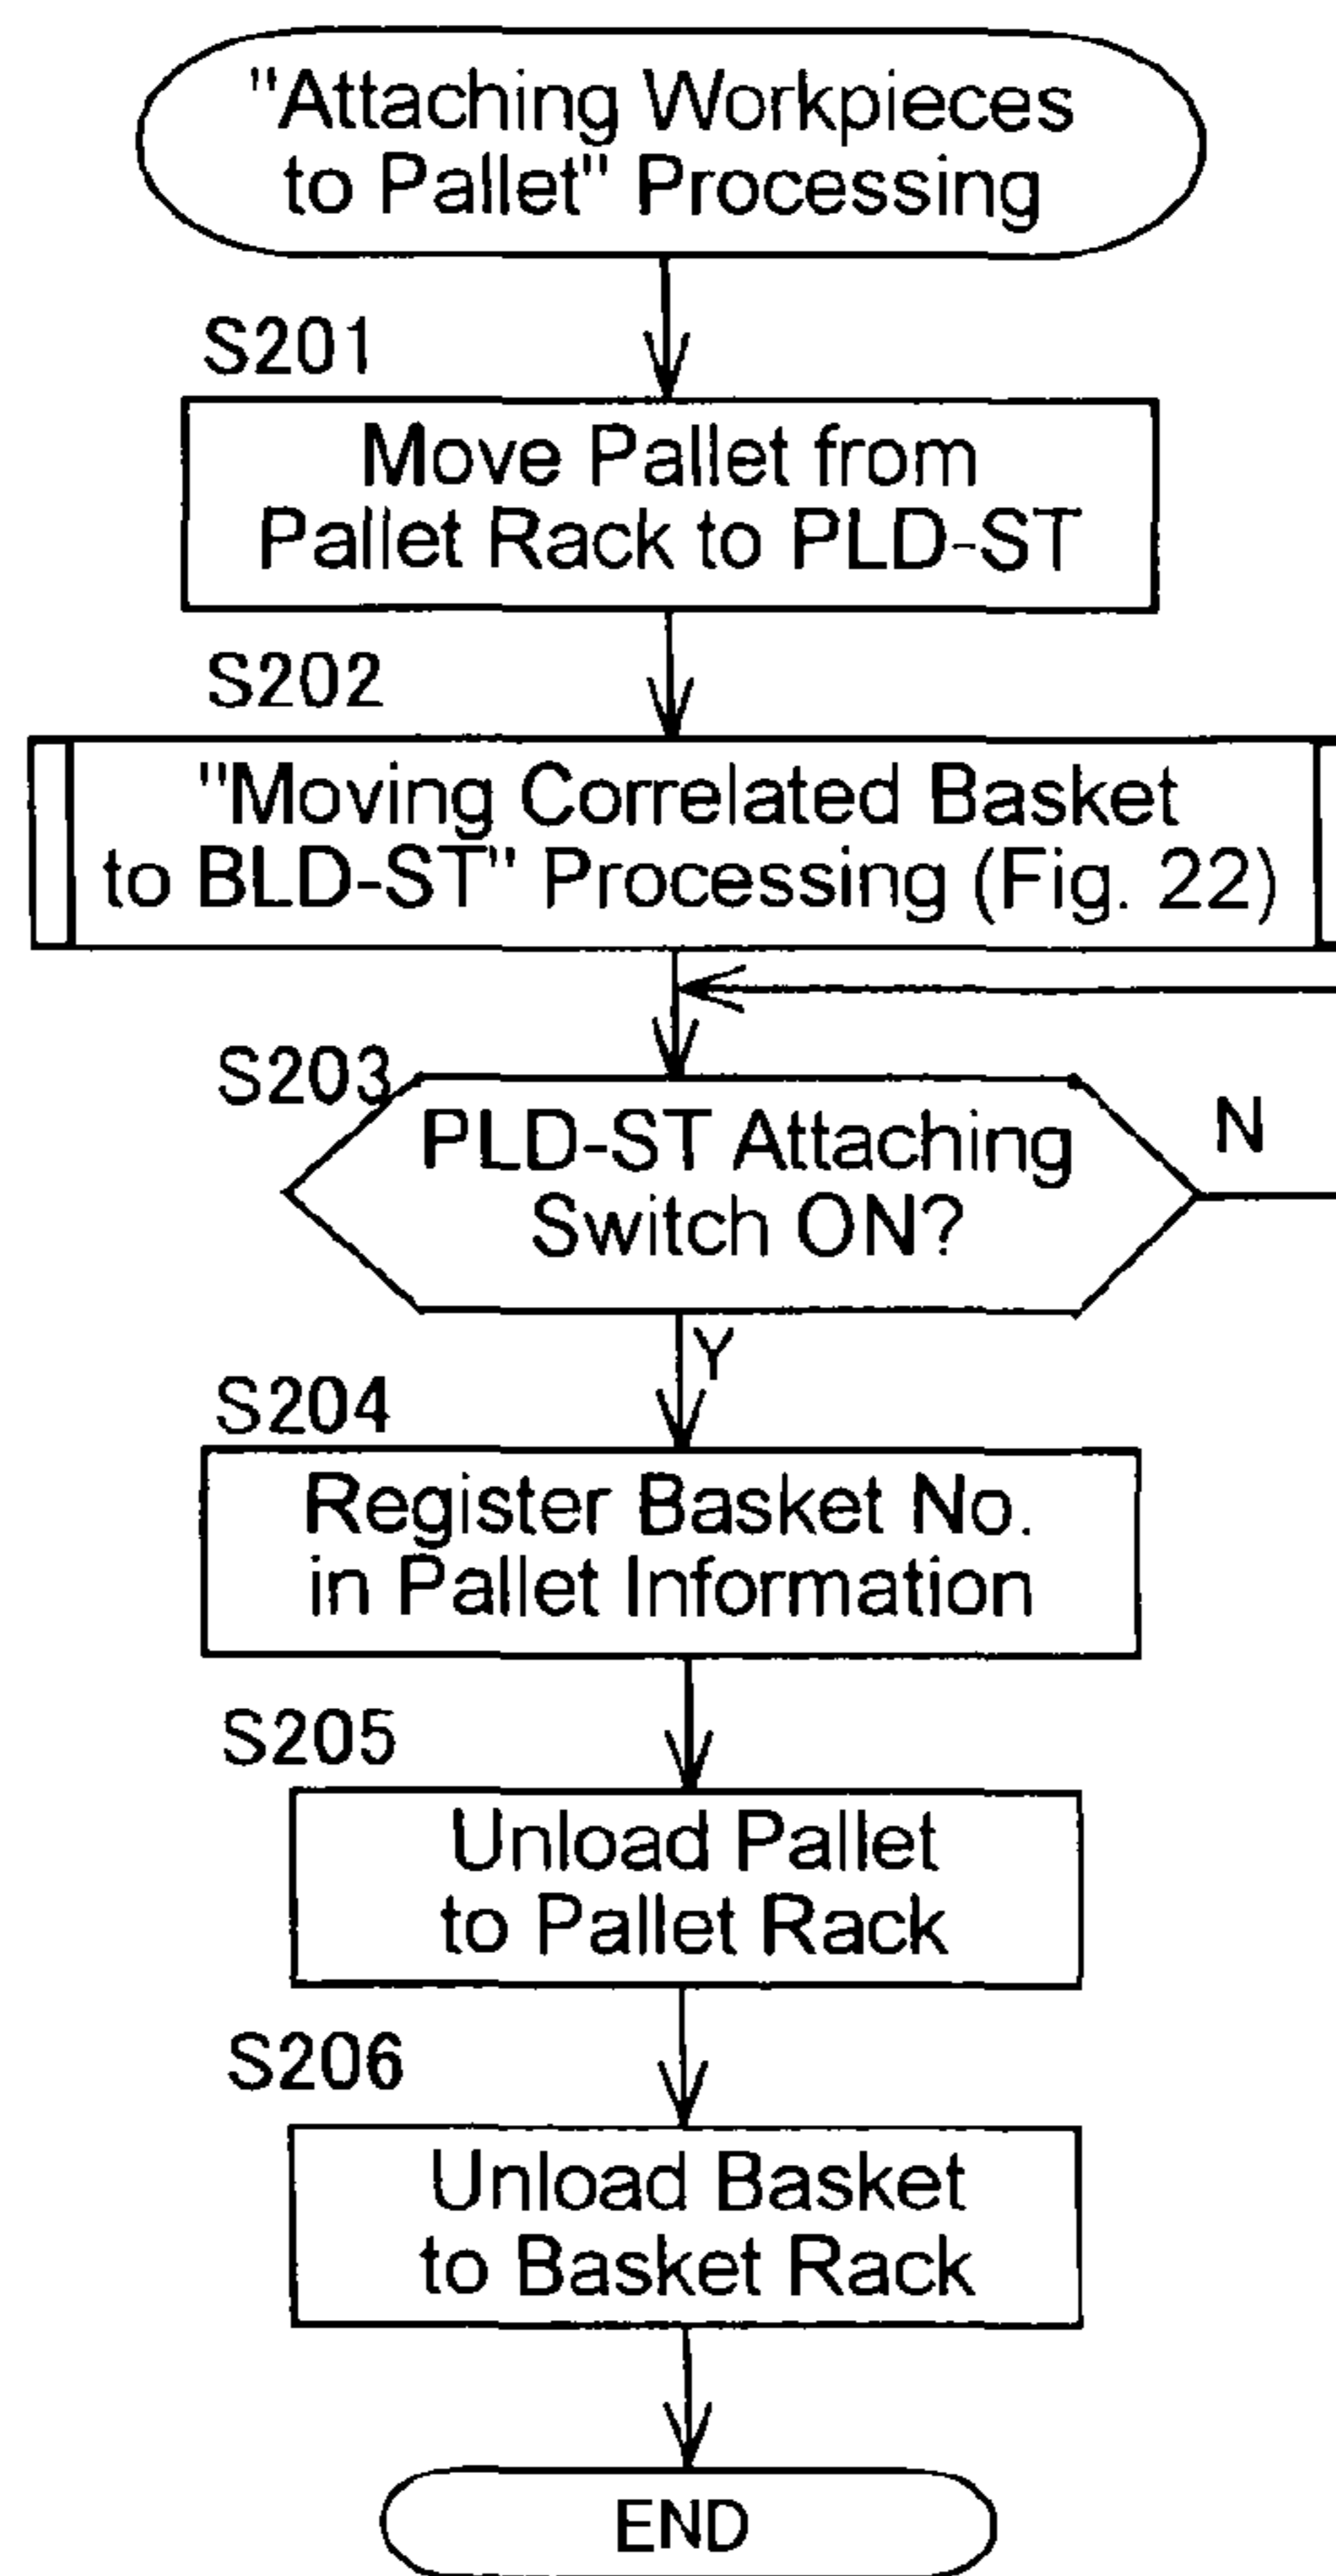 "Attaching Workpieces
to Pallet" Processing
S201
Move Pallet from
Pallet Rack to PLD-ST
S202
"Moving Correlated Basket
to BLD-ST" Processing (Fig. 22)
S203
PLD-ST Attaching
Switch ON?
N
Y
S204
Register Basket No.
in Pallet Information
S205
Unload Pallet
to Pallet Rack
S206
Unload Basket
to Basket Rack
END